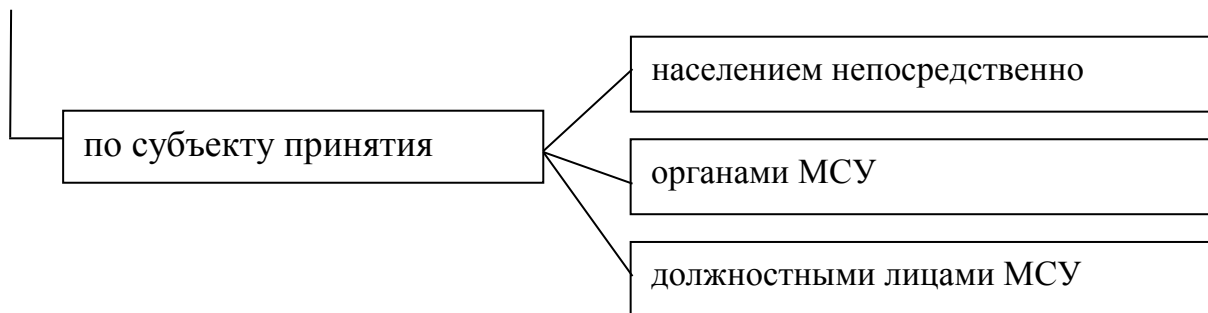 населением непосредственно
по субъекту принятия
органами МСУ
должностными лицами МСУ